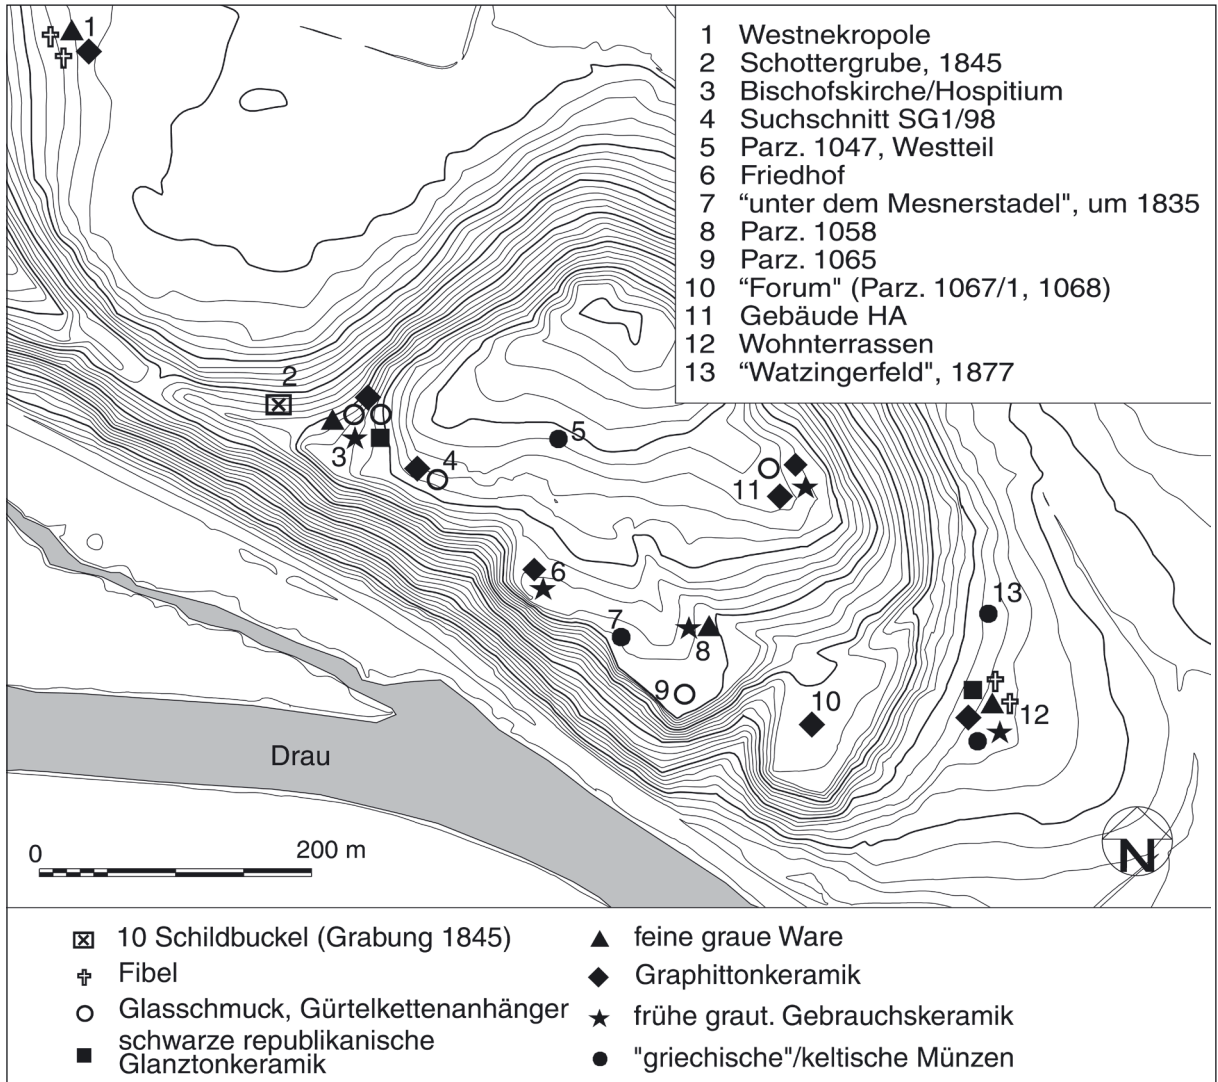 1 Westnekropole
2 Schottergrube, 1845
3 Bischofskirche/Hospitium
4 Suchschnitt SG1/98
5 Parz. 1047, Westteil
6 Friedhof
7 “unter dem Mesnerstadel", um 1835
8 Parz. 1058
9 Parz. 1065
10 “Forum" (Parz. 1067/1, 1068)
11 Gebäude HA
12 Wohnterrassen
13 “Watzingerfeld", 1877
1
2
3
4
5
11
6
7
8
9
10
13
12
Drau
0 200 m
N
10 Schildbuckel (Grabung 1845)
Fibel
Glasschmuck, Gürtelkettenanhänger
schwarze republikanische
Glanztonkeramik
feine graue Ware
Graphittonkeramik
frühe graut. Gebrauchskeramik
"griechische"/keltische Münzen